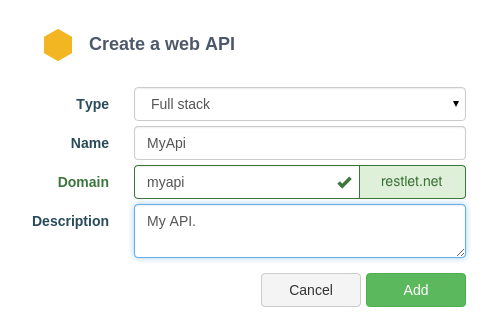 Create a web API
Type Full stack
Name MyApi
Domain myapi restlet.net
Description My API.
Cancel Add